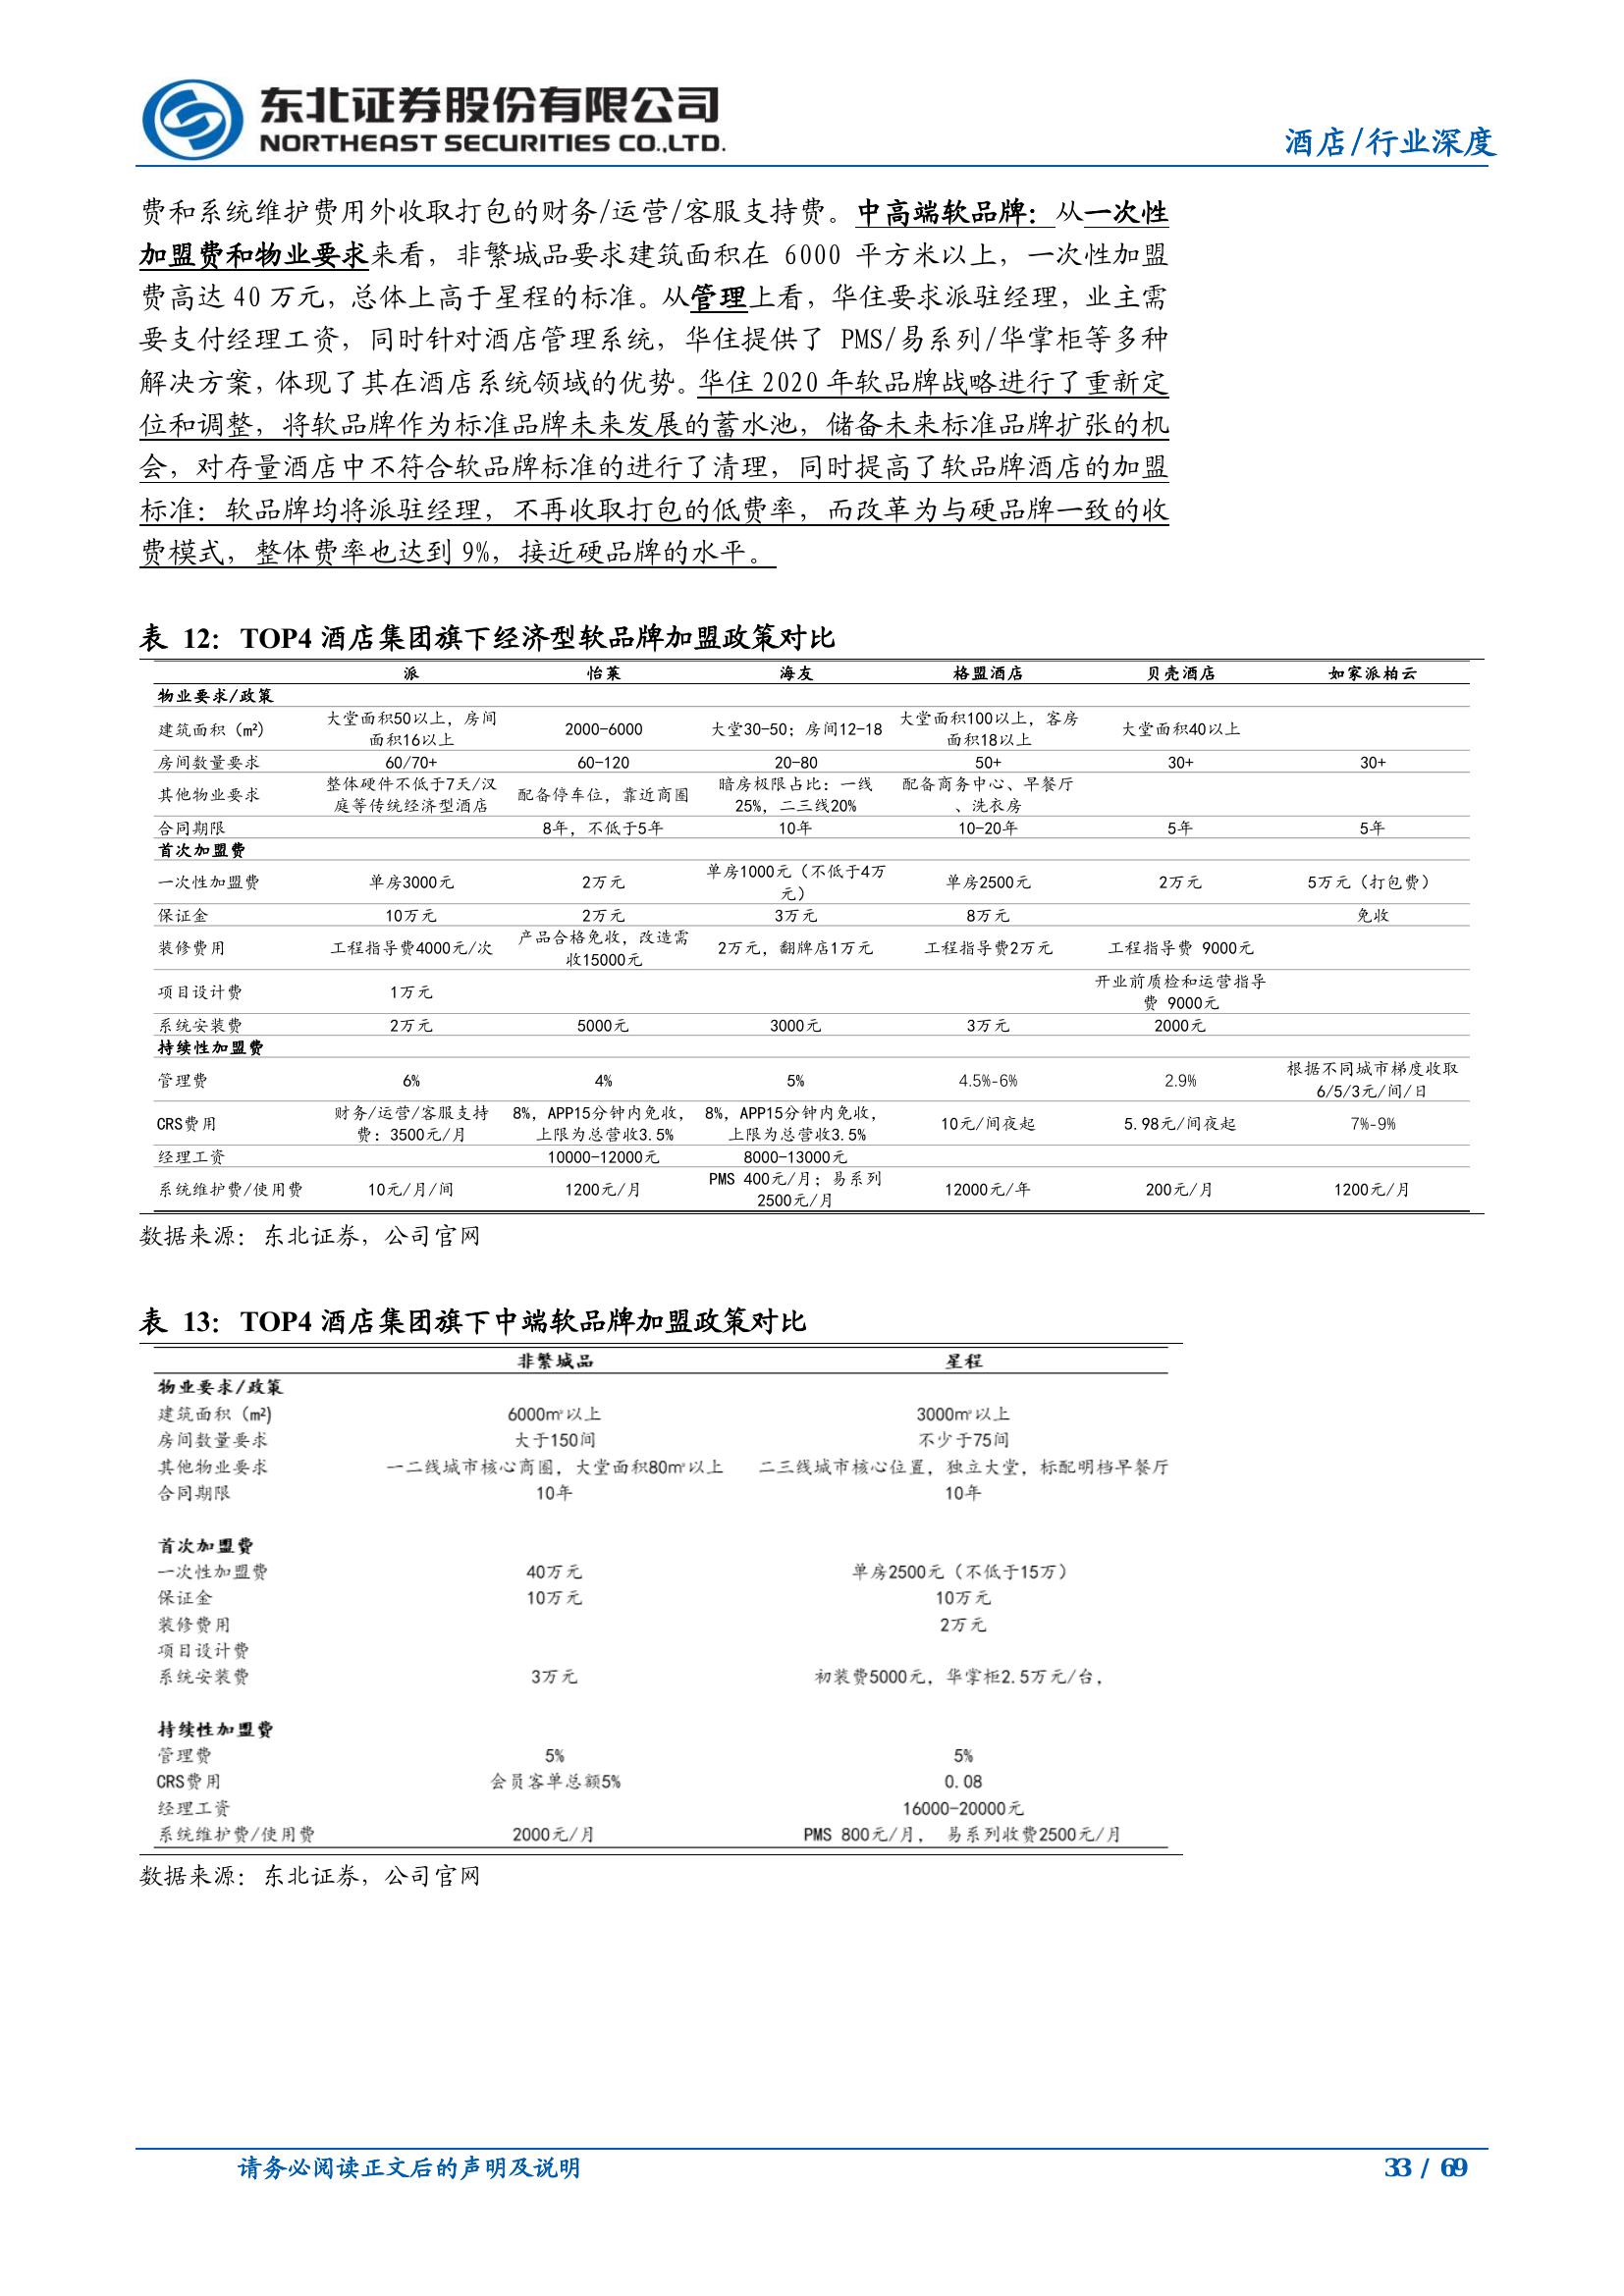 东北证券股份有限公司
NORTHEAST SECURITIES CO.,LTD.
酒店/行业深度
费和系统维护费用外收取打包的财务/运营/客服支持费。中高端软品牌：从一次性
加盟费和物业要求来看，非繁城品要求建筑面积在 6000 平方米以上，一次性加盟
费高达 40 万元，总体上高于星程的标准。从管理上看，华住要求派驻经理，业主需
要支付经理工资，同时针对酒店管理系统，华住提供了 PMS/易系列/华掌柜等多种
解决方案，体现了其在酒店系统领域的优势。华住 2020 年软品牌战略进行了重新定
位和调整，将软品牌作为标准品牌未来发展的蓄水池，储备未来标准品牌扩张的机
会，对存量酒店中不符合软品牌标准的进行了清理，同时提高了软品牌酒店的加盟
标准：软品牌均将派驻经理，不再收取打包的低费率，而改革为与硬品牌一致的收
费模式，整体费率也达到 9%，接近硬品牌的水平。
表 12：TOP4 酒店集团旗下经济型软品牌加盟政策对比
派 怡莱 海友 格盟酒店 贝壳酒店 如家派柏云
物业要求/政策
建筑面积（㎡） 大堂面积50以上，房间面积16以上 2000-6000 大堂30-50；房间12-18 大堂面积100以上，客房面积18以上 大堂面积40以上
房间数量要求 60/70+ 60-120 20-80 50+ 30+ 30+
其他物业要求 整体硬件不低于7天/汉庭等传统经济型酒店 配备停车位，靠近商圈 暗房极限占比：一线25%，二三线20% 配备商务中心、早餐厅、洗衣房
合同期限 8年，不低于5年 10年 10-20年 5年 5年
首次加盟费
一次性加盟费 单房3000元 2万元 单房1000元（不低于4万元） 单房2500元 2万元 5万元（打包费）
保证金 10万元 2万元 3万元 8万元 免收
装修费用 工程指导费4000元/次 产品合格免收，改造需收15000元 2万元，翻牌店1万元 工程指导费2万元 工程指导费 9000元
项目设计费 1万元 开业前质检和运营指导费 9000元
系统安装费 2万元 5000元 3000元 3万元 2000元
持续性加盟费
管理费 6% 4% 5% 4.5%-6% 2.9% 根据不同城市梯度收取6/5/3元/间/日
CRS费用 财务/运营/客服支持费：3500元/月 8%，APP15分钟内免收，上限为总营收3.5% 8%，APP15分钟内免收，上限为总营收3.5% 10元/间夜起 5.98元/间夜起 7%-9%
经理工资 10000-12000元 8000-13000元
系统维护费/使用费 10元/月/间 1200元/月 PMS 400元/月；易系列2500元/月 12000元/年 200元/月 1200元/月
数据来源：东北证券，公司官网
表 13：TOP4 酒店集团旗下中端软品牌加盟政策对比
非繁城品 星程
物业要求/政策
建筑面积（㎡) 6000㎡以上 3000㎡以上
房间数量要求 大于150间 不少于75间
其他物业要求 一二线城市核心商圈，大堂面积80㎡以上 二三线城市核心位置，独立大堂，标配明档早餐厅
合同期限 10年 10年
首次加盟费
一次性加盟费 40万元 单房2500元（不低于15万）
保证金 10万元 10万元
装修费用 2万元
项目设计费
系统安装费 3万元 初装费5000元，华掌柜2.5万元/台，
持续性加盟费
管理费 5% 5%
CRS费用 会员客单总额5% 0.08
经理工资 16000-20000元
系统维护费/使用费 2000元/月 PMS 800元/月， 易系列收费2500元/月
数据来源：东北证券，公司官网
请务必阅读正文后的声明及说明
33 / 69